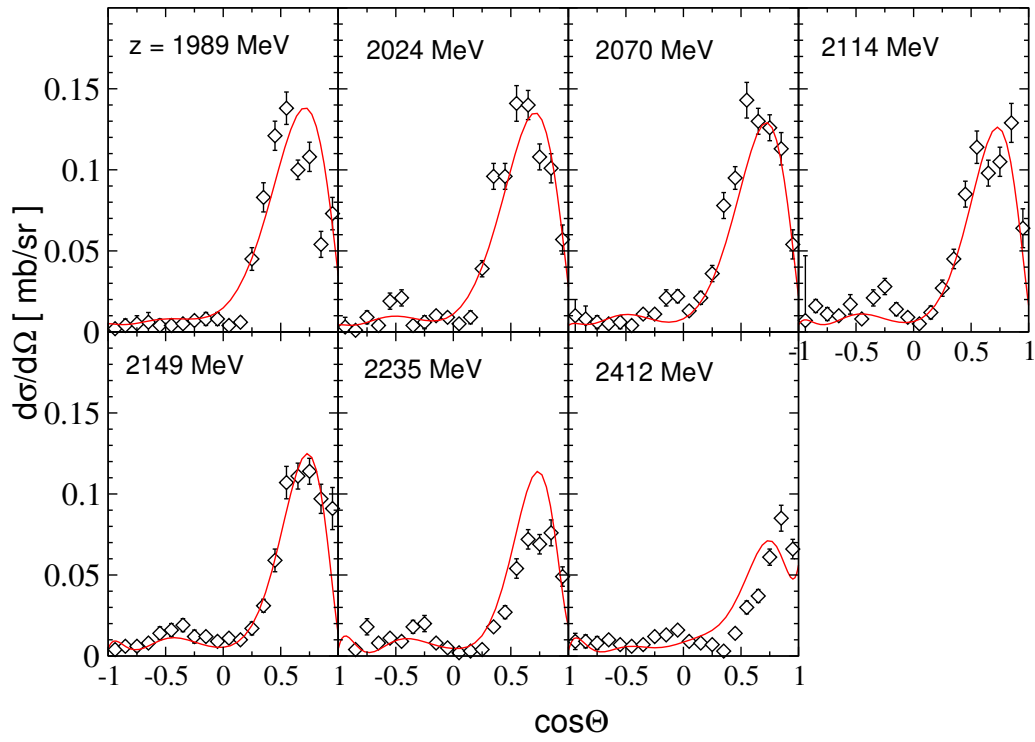 z = 1989 MeV
2024 MeV
2070 MeV
2114 MeV
0.15
0.1
0.05
0
-1 -0.5 0 0.5 1
dσ/dΩ [ mb/sr]
2149 MeV
2235 MeV
2412 MeV
0.15
0.1
0.05
0
-1 -0.5 0 0.5 -0.5 0 0.5 1 -0.5 0 0.5 1
cosΘ